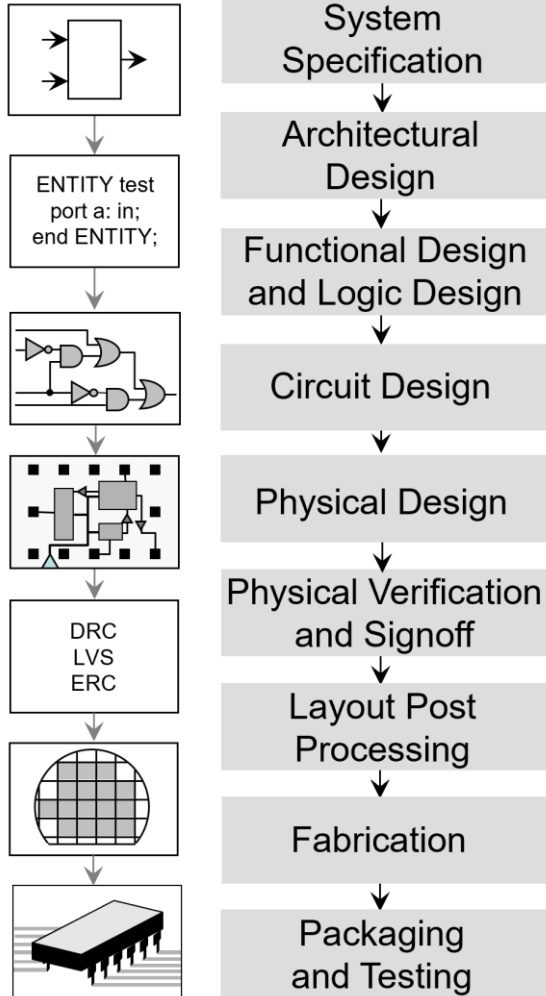 System
Specification
Architectural
Design
ENTITY test
port a: in;
end ENTITY;
Functional Design
and Logic Design
Circuit Design
Physical Design
Physical Verification
and Signoff
DRC
LVS
ERC
Layout Post
Processing
Fabrication
Packaging
and Testing